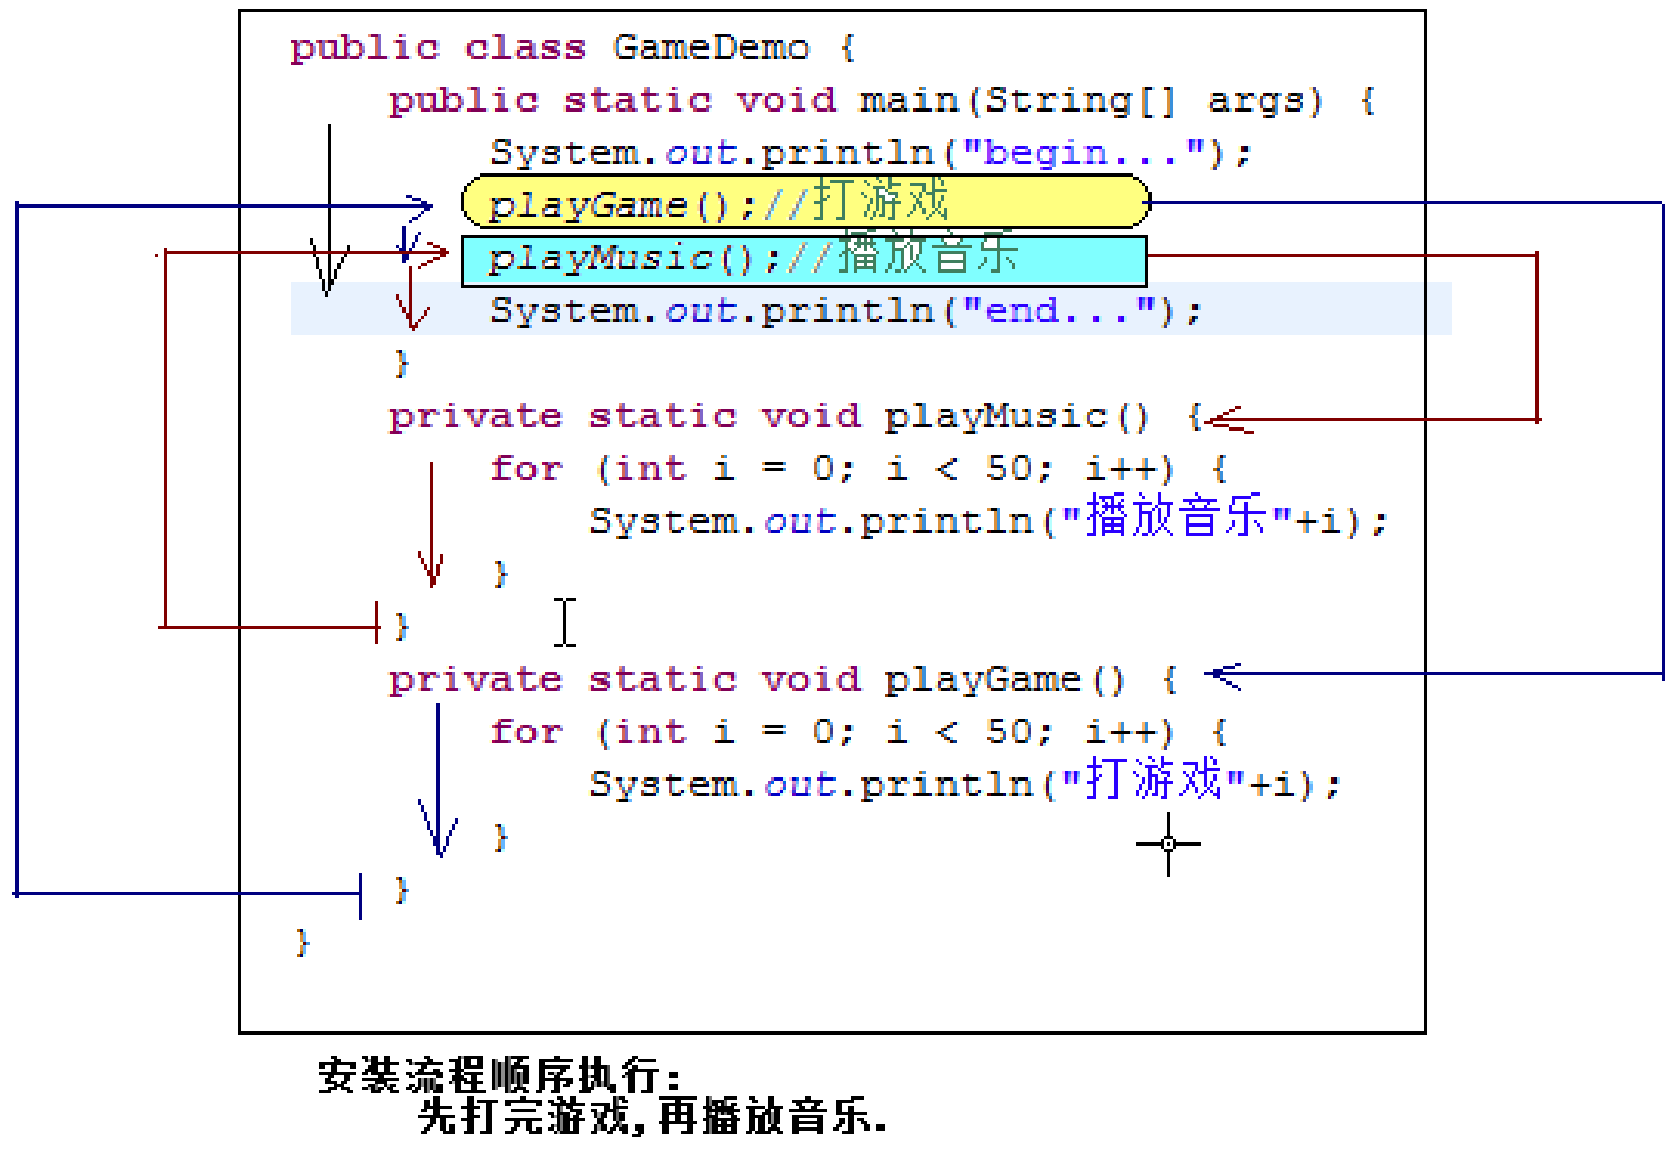 public class GameDemo {
public static void main(String[] args) {
System.out.println("begin...");
playGame();//打游戏
playMusic();//播放音乐
System.out.println("end...");
}
private static void playMusic() {
for (int i = 0; i < 50; i++) {
System.out.println("播放音乐"+i);
}
}
private static void playGame() {
for (int i = 0; i < 50; i++) {
System.out.println("打游戏"+i);
}
}
}
安装流程顺序执行:
先打完游戏,再播放音乐.